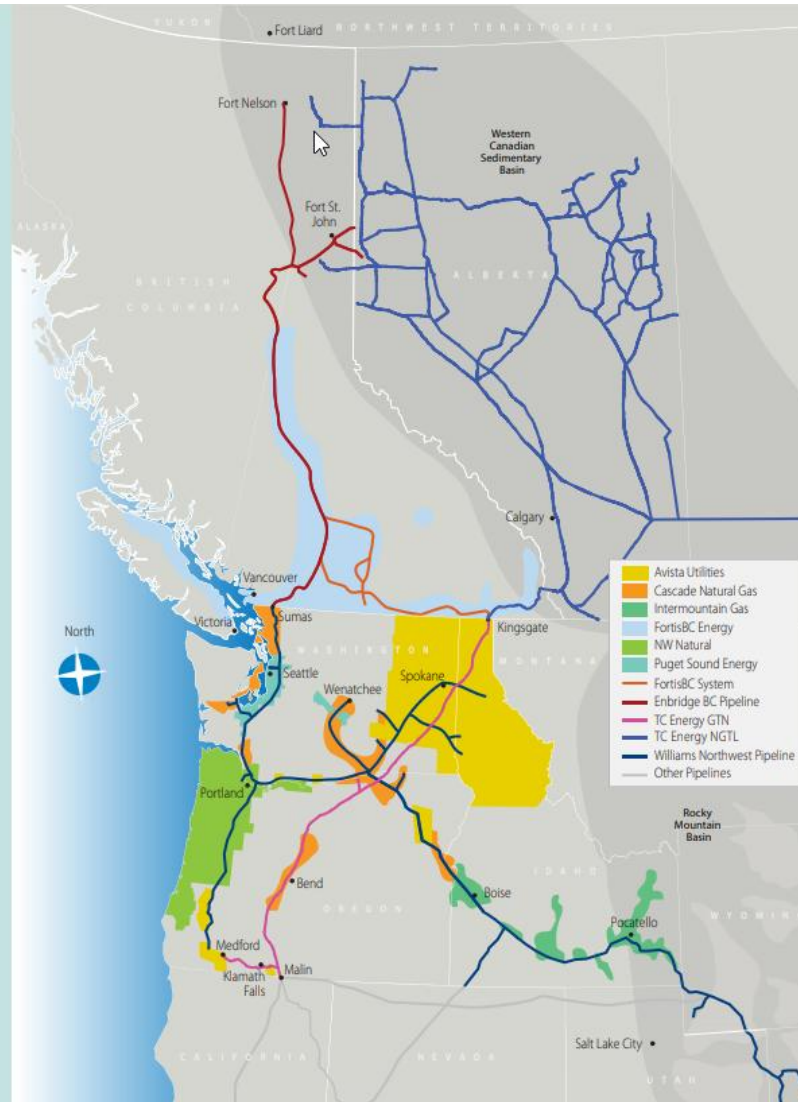 YUKON
Fort Liard
NORTHWEST TERRITORIES
Fort Nelson
Western
Canadian
Sedimentary
Basin
Fort St.
John
ALASKA
BRITISH
COLUMBIA
ALBERTA
Calgary
Vancouver
Victoria
Sumas
Kingsgate
North
Avista Utilities
Cascade Natural Gas
Intermountain Gas
FortisBC Energy
NW Natural
Puget Sound Energy
FortisBC System
Enbridge BC Pipeline
TC Energy GTN
TC Energy NGTL
Williams Northwest Pipeline
Other Pipelines
WASHINGTON
MONTANA
Seattle
Wenatchee
Spokane
Portland
Rocky
Mountain
Basin
Bend
OREGON
IDAHO
Boise
Pocatello
WYOMIN
Medford
Klamath
Falls
Malin
Salt Lake City
CALIFORNIA
NEVADA
UTAH